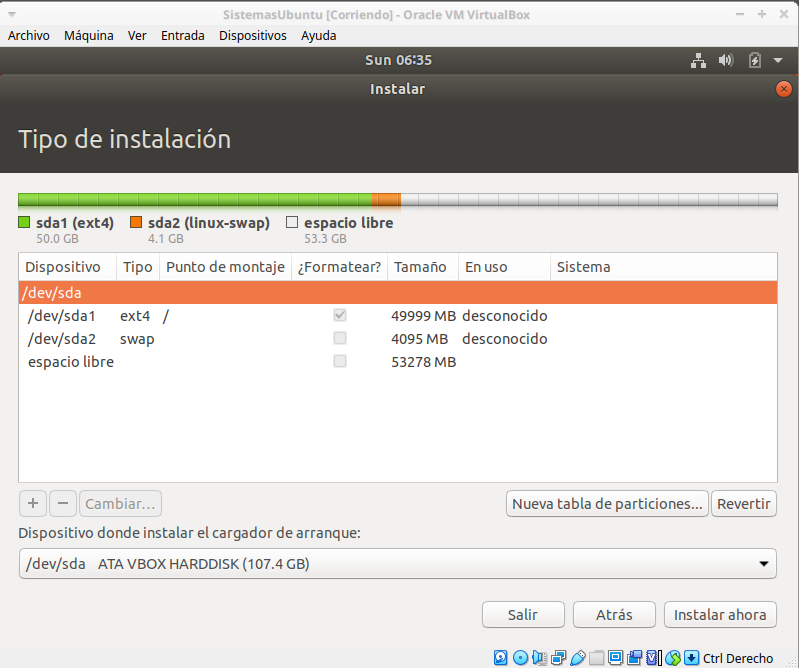 SistemasUbuntu [Corriendo] - Oracle VM VirtualBox
Archivo Máquina Ver Entrada Dispositivos Ayuda
Sun 06:35
Instalar
Tipo de instalación
sda1 (ext4) sda2 (linux-swap) espacio libre
50.0 GB 4.1 GB 53.3 GB
Dispositivo Tipo Punto de montaje ¿Formatear? Tamaño En uso Sistema
/dev/sda
/dev/sda1 ext4 / 49999 MB desconocido
/dev/sda2 swap 4095 MB desconocido
espacio libre 53278 MB
+ − Cambiar... Nueva tabla de particiones... Revertir
Dispositivo donde instalar el cargador de arranque:
/dev/sda ATA VBOX HARDDISK (107.4 GB)
Salir Atrás Instalar ahora
Ctrl Derecho